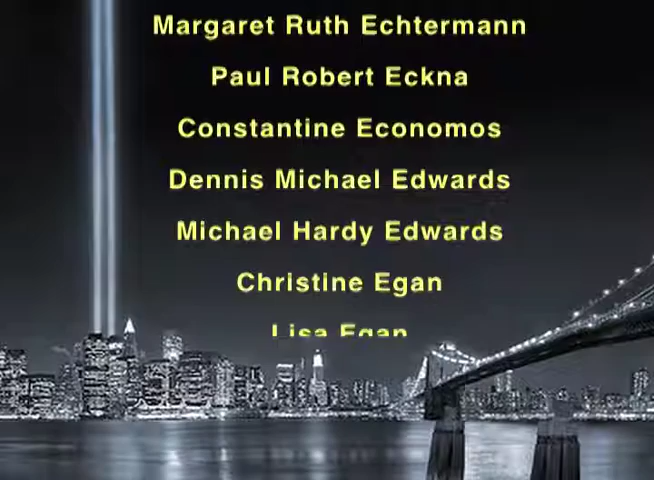 Margaret Ruth Echtermann
Paul Robert Eckna
Constantine Economos
Dennis Michael Edwards
Michael Hardy Edwards
Christine Egan
Lisa Egan